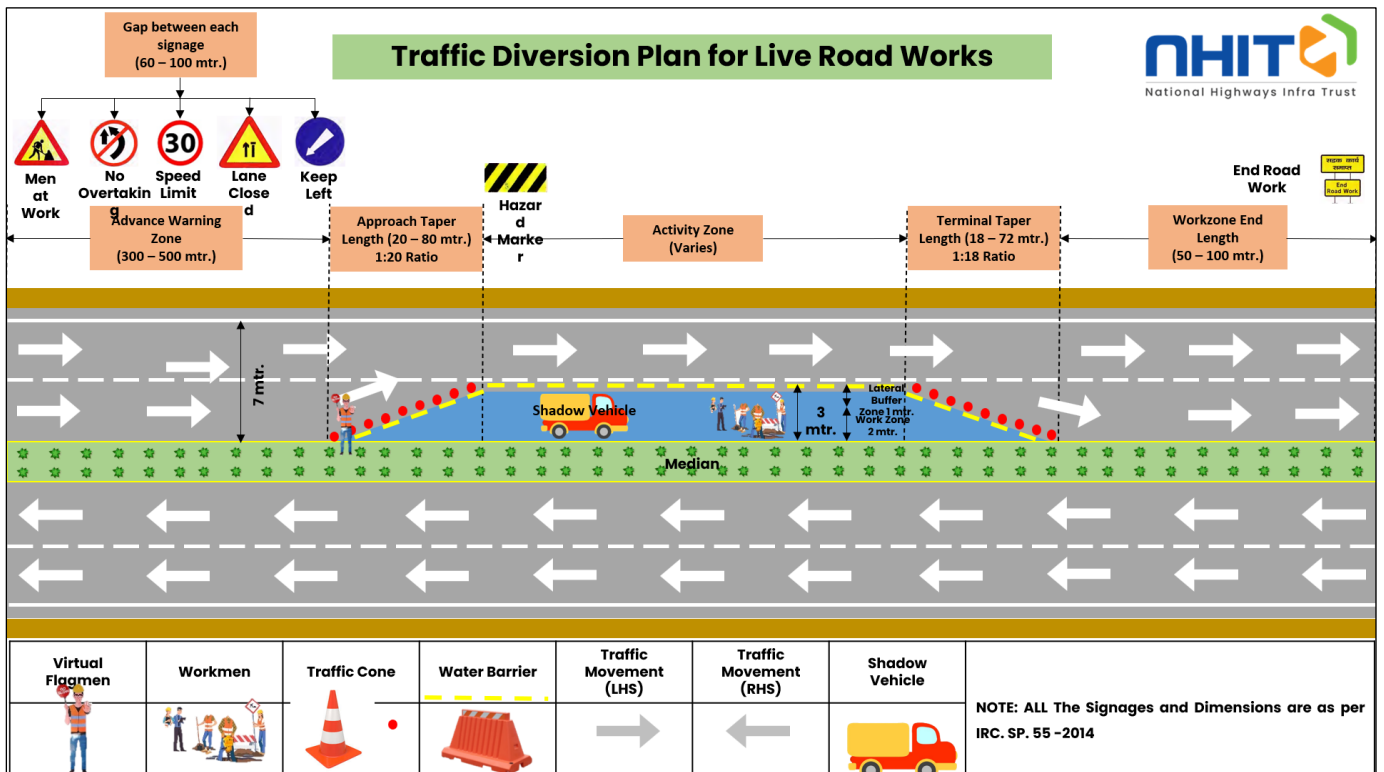 Gap between each
signage
(60 – 100 mtr.)
Traffic Diversion Plan for Live Road Works
NHIT
National Highways Infra Trust
30
Men
at
Work
No
Overtakin
g
Speed
Limit
Lane
Close
d
Keep
Left
Hazar
d
Marke
r
End Road
Work
सड़क कार्य
समाप्त
End
Road Work
Advance Warning
Zone
(300 – 500 mtr.)
Approach Taper
Length (20 – 80 mtr.)
1:20 Ratio
Activity Zone
(Varies)
Terminal Taper
Length (18 – 72 mtr.)
1:18 Ratio
Workzone End
Length
(50 – 100 mtr.)
7 mtr.
Shadow Vehicle
3
mtr.
Lateral
Buffer
Zone 1 mtr.
Work Zone
2 mtr.
Median
Virtual
Flagmen
Workmen
Traffic Cone
Water Barrier
Traffic
Movement
(LHS)
Traffic
Movement
(RHS)
Shadow
Vehicle
NOTE: ALL The Signages and Dimensions are as per
IRC. SP. 55 -2014